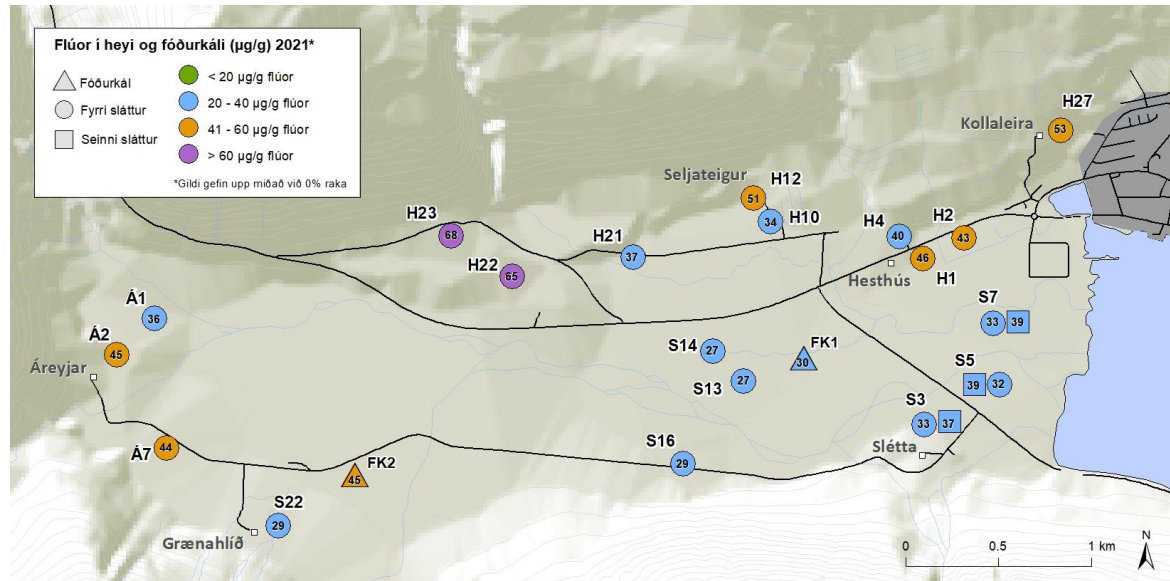 Flúor í heyi og fóðurkáli (µg/g) 2021*
Fóðurkál
Fyrri sláttur
Seinni sláttur
< 20 µg/g flúor
20 - 40 µg/g flúor
41 - 60 µg/g flúor
> 60 µg/g flúor
*Gildi gefin upp miðað við 0% raka
H27
53
Kollaleira
Seljateigur
H12
51
34
H10
H23
68
H22
65
H21
37
H4
40
H2
43
46
H1
Hesthús
Á1
36
Á2
45
Áreyjar
S7
33
39
S14
27
FK1
30
S13
27
S5
39
32
S3
33
37
Slétta
44
Á7
FK2
45
S16
29
S22
29
Grænahlíð
0
0.5
1 km
N